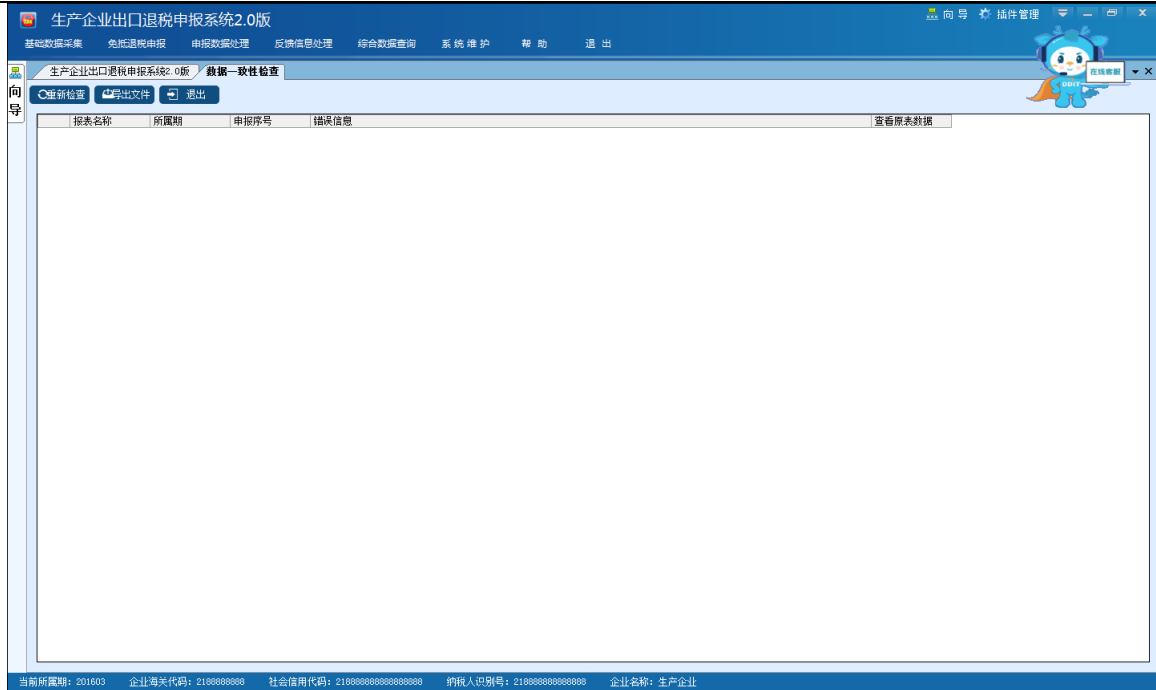 生产企业出口退税申报系统2.0版 向导 插件管理
基础数据采集 免抵退税申报 申报数据处理 反馈信息处理 综合数据查询 系统维护 帮助 退出
生产企业出口退税申报系统2.0版 数据一致性检查
在线客服
DDIT
向导
重新检查 导出文件 退出
报表名称 所属期 申报序号 错误信息 查看原表数据
当前所属期: 201603 企业海关代码: 2188888888 社会信用代码: 218888888888888888 纳税人识别号: 218888888888888 企业名称: 生产企业